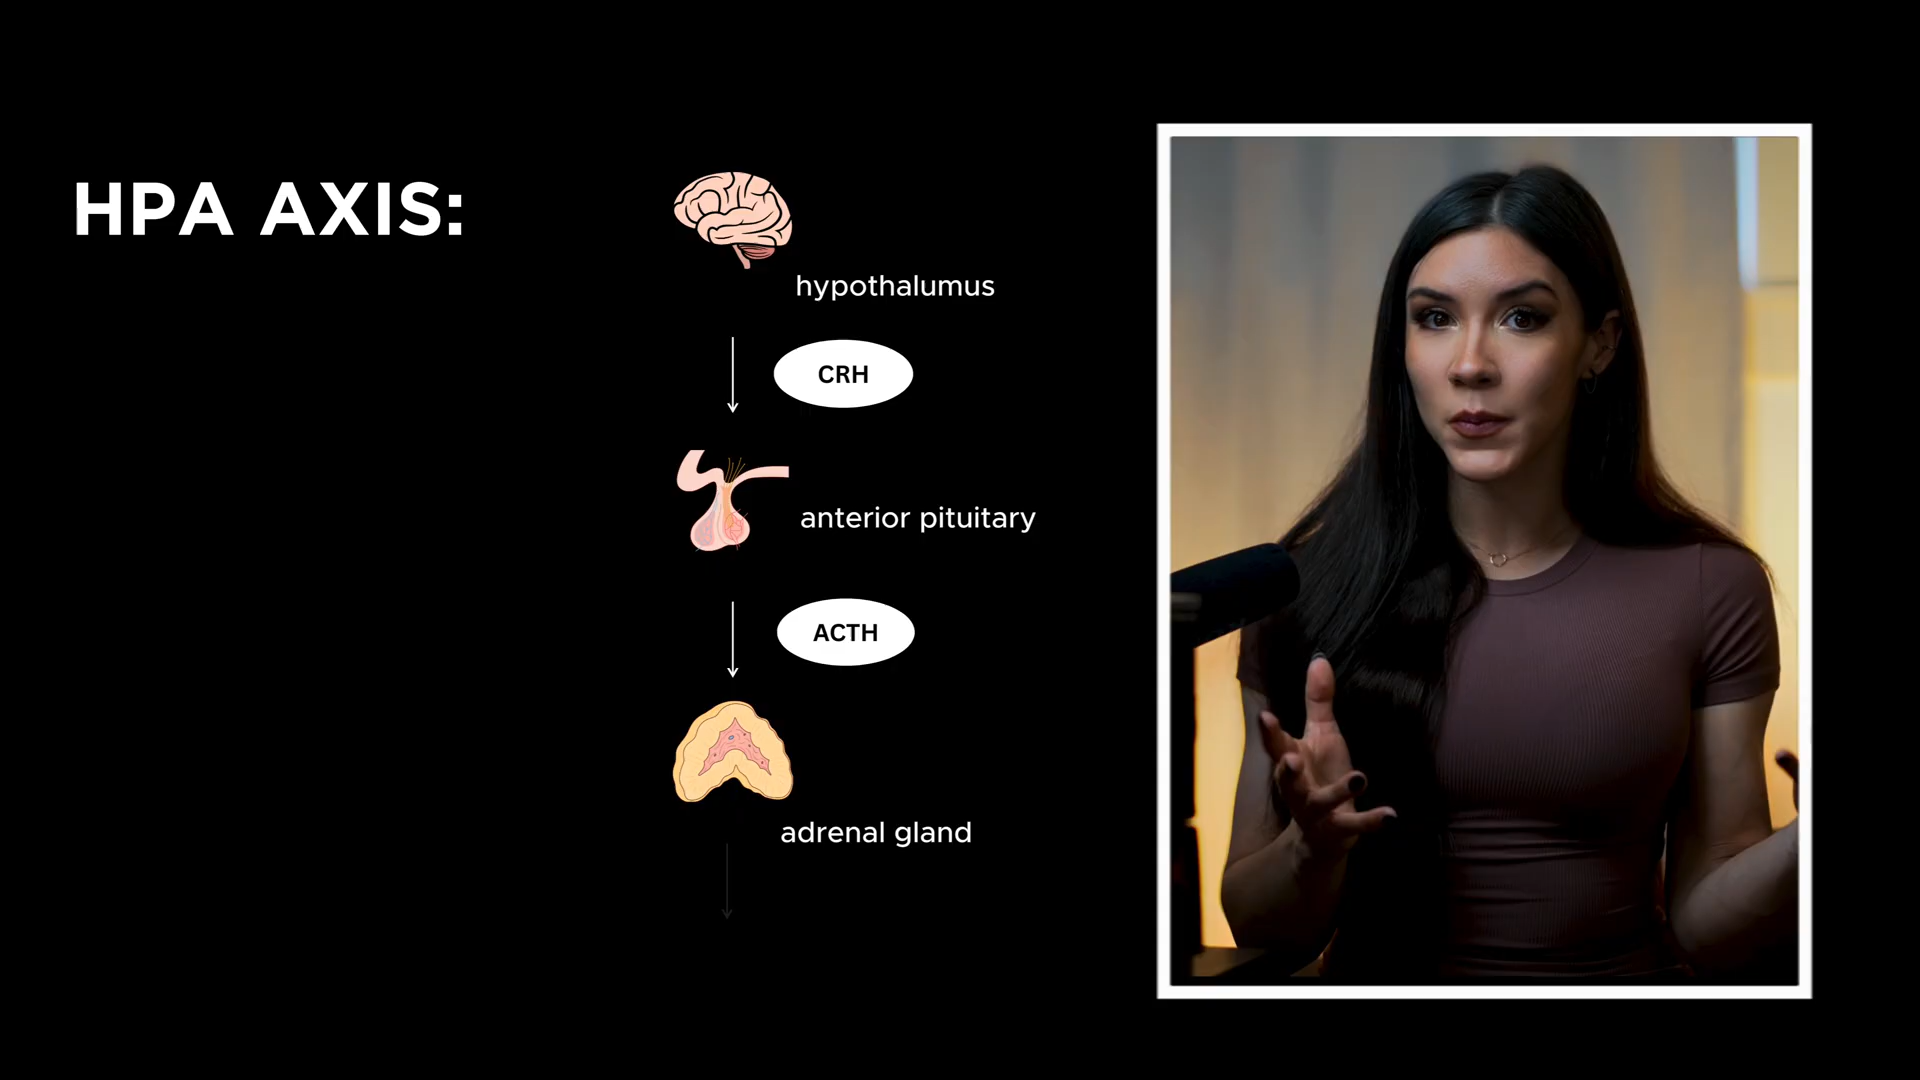 HPA AXIS:
hypothalumus
CRH
anterior pituitary
ACTH
adrenal gland